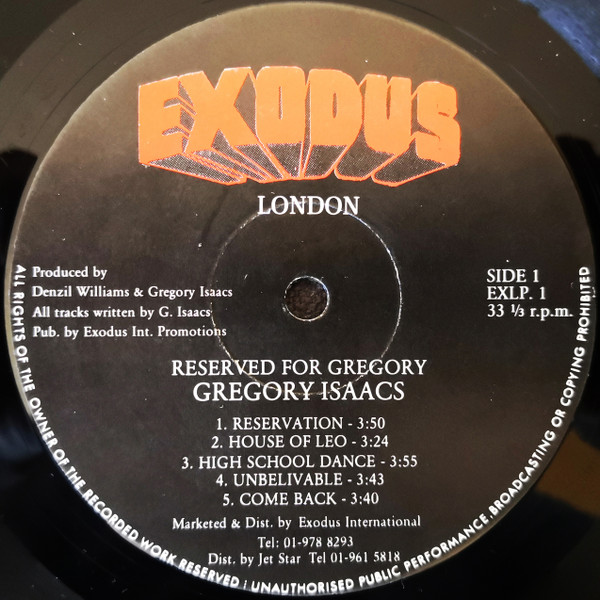 EXODUS
LONDON
Produced by
Denzil Williams & Gregory Isaacs
All tracks written by G. Isaacs
Pub. by Exodus Int. Promotions
SIDE 1
EXLP. 1
33 ⅓ r.p.m.
RESERVED FOR GREGORY
GREGORY ISAACS
1. RESERVATION - 3:50
2. HOUSE OF LEO - 3:24
3. HIGH SCHOOL DANCE - 3:55
4. UNBELIVABLE - 3:43
5. COME BACK - 3:40
Marketed & Dist. by Exodus International
Tel: 01-978 8293
Dist. by Jet Star Tel 01-961 5818
ALL RIGHTS OF THE OWNER OF THE RECORDED WORK RESERVED | UNAUTHORISED PUBLIC PERFORMANCE, BROADCASTING OR COPYING PROHIBITED